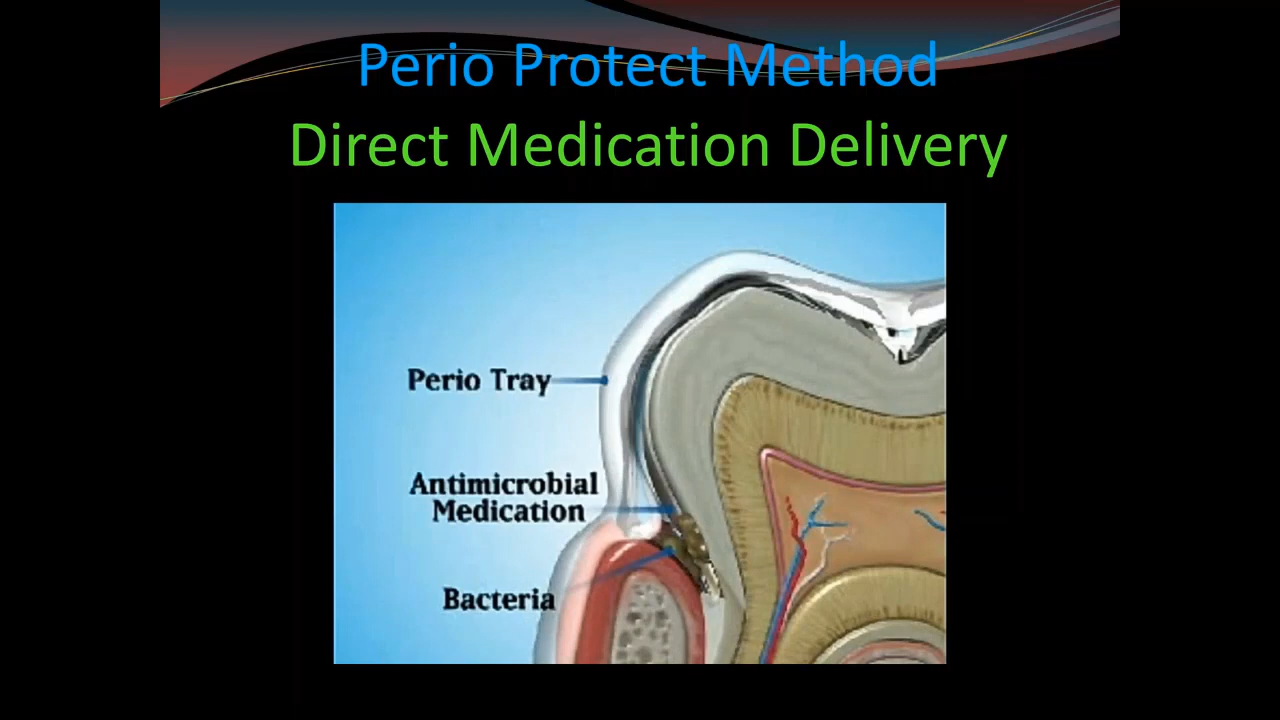 Perio Protect Method
Direct Medication Delivery
Perio Tray
Antimicrobial
Medication
Bacteria